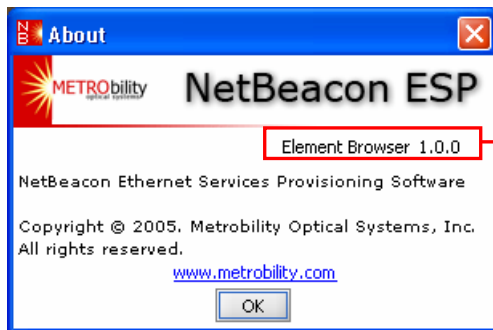 NB About
METRObility
optical systems
NetBeacon ESP
Element Browser 1.0.0
NetBeacon Ethernet Services Provisioning Software
Copyright © 2005. Metrobility Optical Systems, Inc.
All rights reserved.
www.metrobility.com
OK